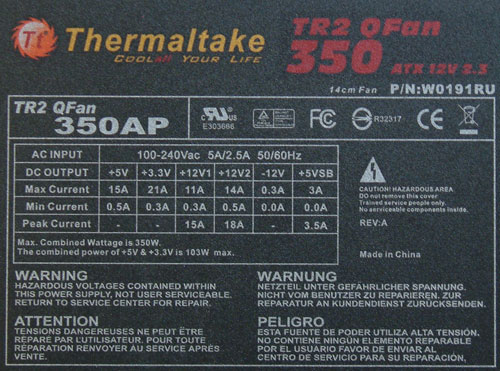 Tt Thermaltake
COOL all YOUR LIFE
TR2 QFan
350 ATX 12V 2.3
14cm Fan P/N:W0191RU
TR2 QFan
350AP
c UL US
E303686
FC
R32317
AC INPUT 100-240Vac 5A/2.5A 50/60Hz
DC OUTPUT +5V +3.3V +12V1 +12V2 -12V +5VSB
Max Current 15A 21A 11A 14A 0.3A 3A
Min Current 0.5A 0.3A 0.3A 0.5A 0.0A 0.0A
Peak Current - - 15A 18A - 3.5A
Max. Combined Wattage is 350W.
The combined power of +5V & +3.3V is 103W max.
CAUTION! HAZARDOUS AREA.
DO not remove this cover
Trained service people only.
No serviceable components inside.
REV:A
Made in China
WARNING
HAZARDOUS VOLTAGES CONTAINED WITHIN
THIS POWER SUPPLY, NOT USER SERVICEABLE.
RETURN TO SERVICE CENTER FOR REPAIR.
WARNUNG
NETZTEIL UNTER GEFÄHRLICHER SPANNUNG.
NICHT VOM BENUTZER ZU REPARIEREN. ZUR
REPARATUR AN KUNDENDIENST ZURÜCKSENDEN.
ATTENTION
TENSIONS DANGEREUSES NE PEUT ÊTRE
REPARÉ PAR L'UTILISATEUR. POUR TOUTE
RÉPARATION RENVOYER AU SERVICE APRÈS
PELIGRO
ESTA FUENTE DE PODER UTILIZA ALTA TENSIÓN.
NO CONTIENE NINGÚN ELEMENTO REPARABLE
POR EL USUARIO FAVOR DE ENVIAR AL
CENTRO DE SERVICIO PARA SU REPARACIÓN,